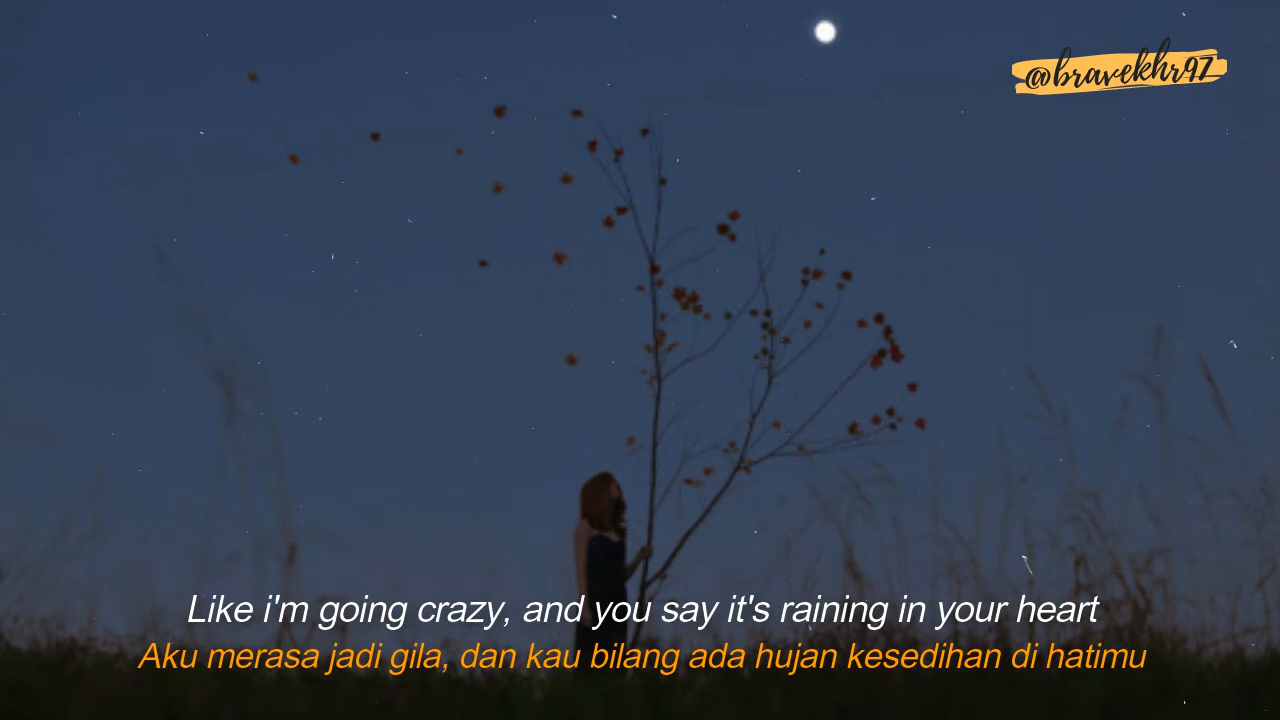 @bravekhr97
Like i'm going crazy, and you say it's raining in your heart
Aku merasa jadi gila, dan kau bilang ada hujan kesedihan di hatimu